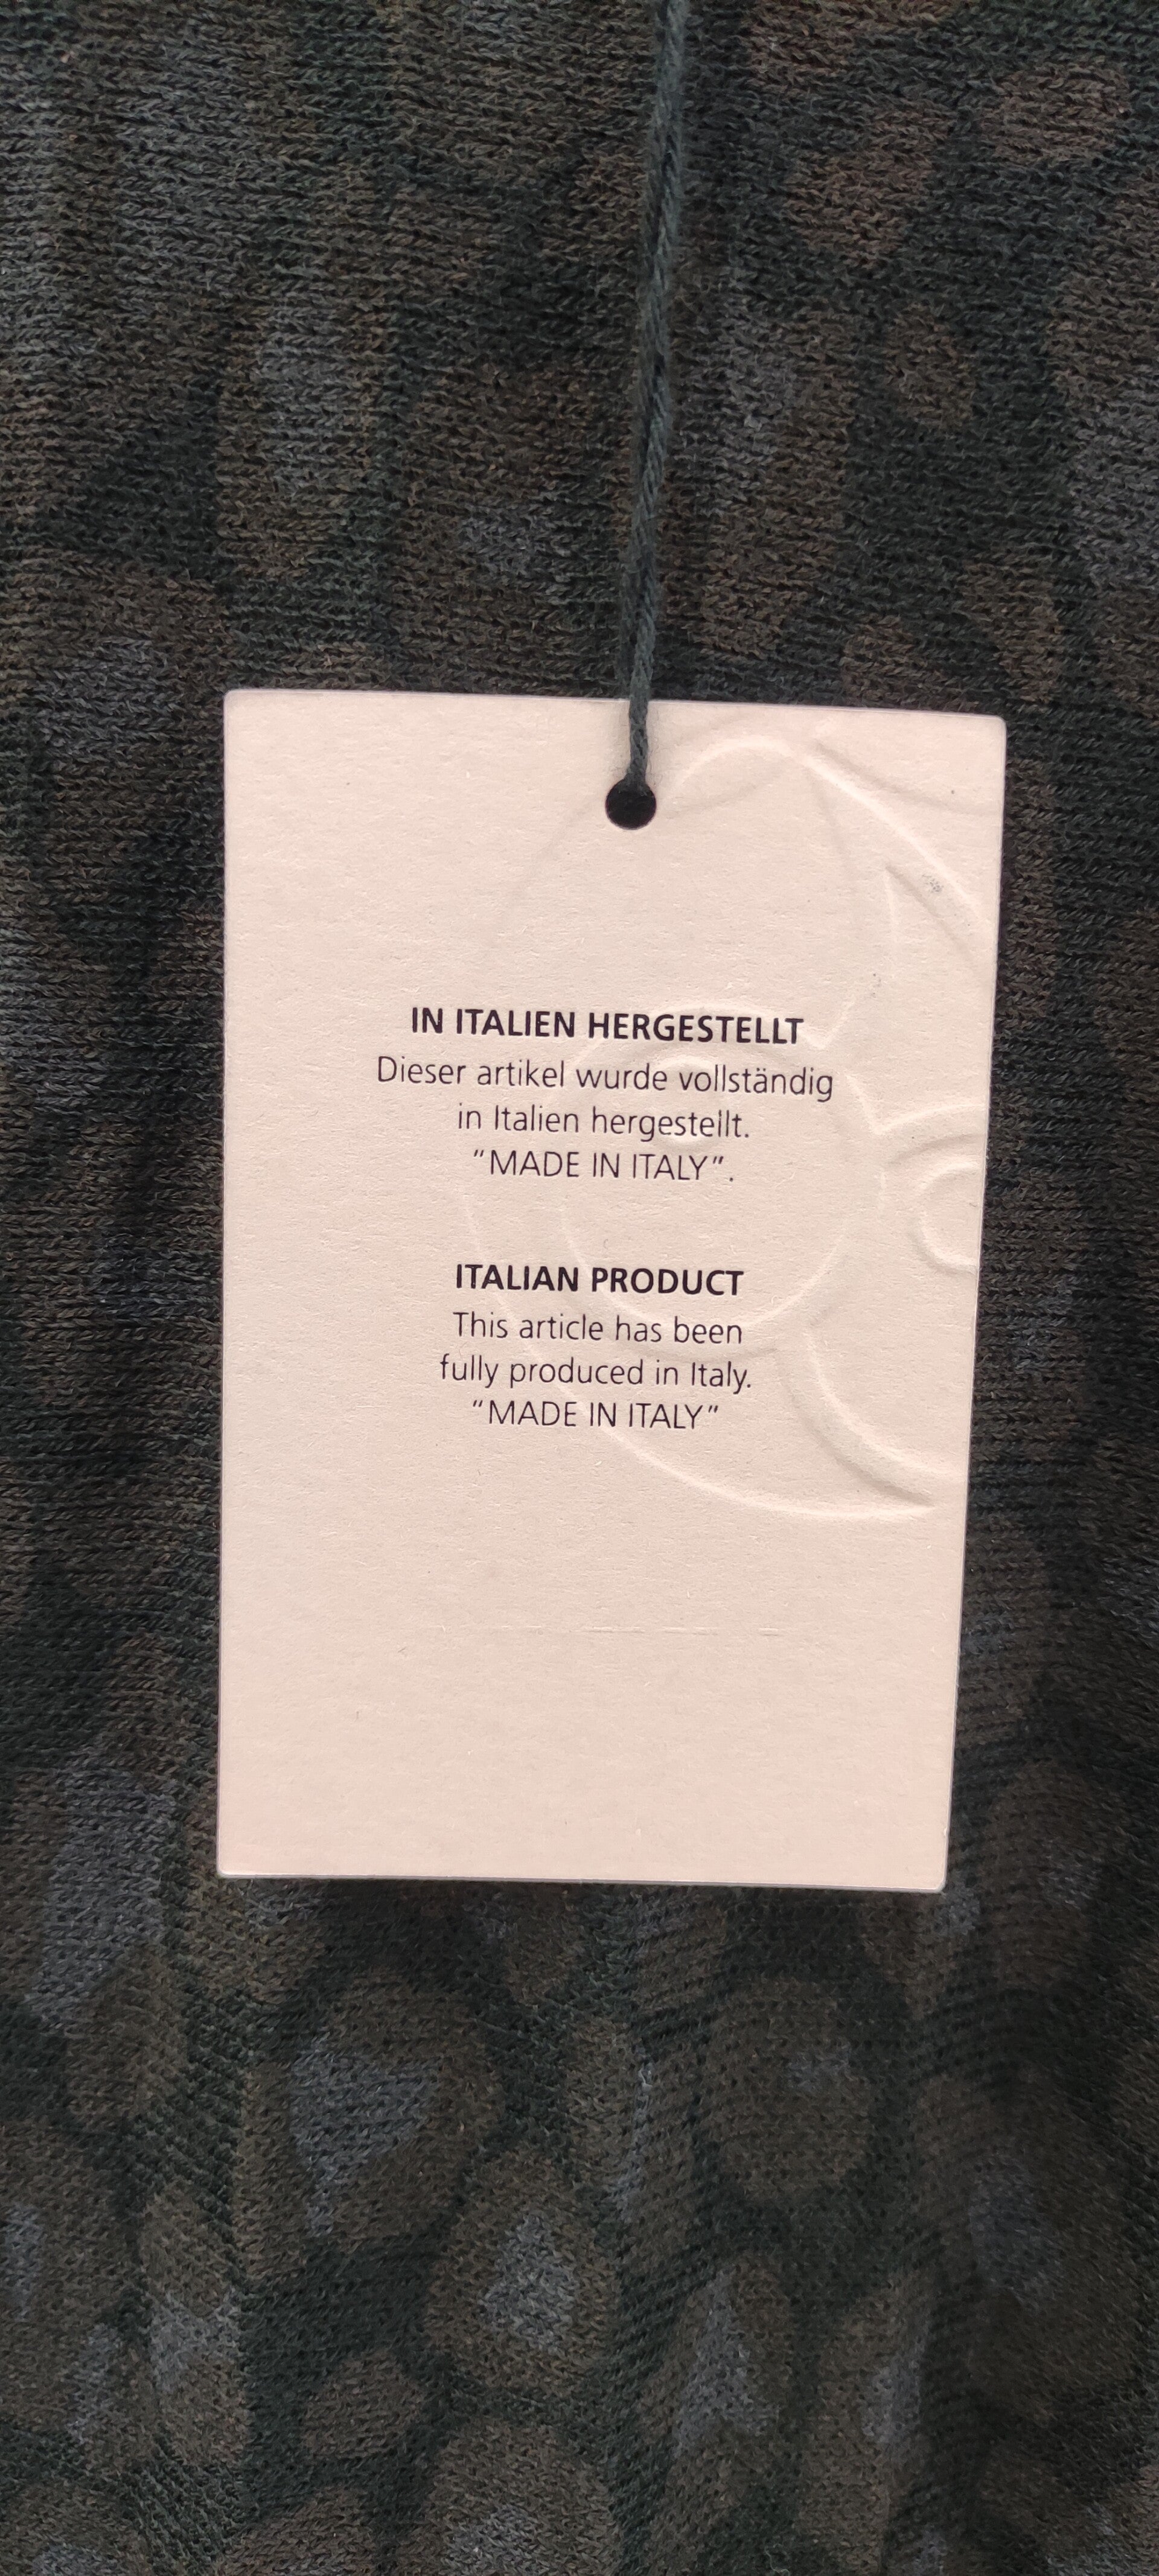 IN ITALIEN HERGESTELLT
Dieser artikel wurde vollständig
in Italien hergestellt.
"MADE IN ITALY".
ITALIAN PRODUCT
This article has been
fully produced in Italy.
"MADE IN ITALY"